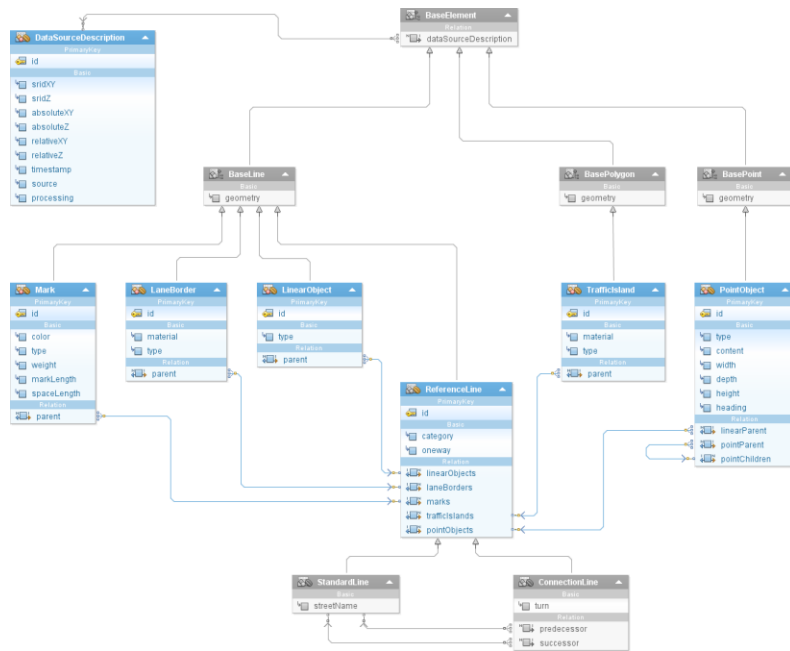 BaseElement
Relation
dataSourceDescription
DataSourceDescription
PrimaryKey
id
Basic
sridXY
sridZ
absoluteXY
absoluteZ
relativeXY
relativeZ
timestamp
source
processing
BaseLine
Basic
geometry
BasePolygon
Basic
geometry
BasePoint
Basic
geometry
Mark
PrimaryKey
id
Basic
color
type
weight
markLength
spaceLength
Relation
parent
LaneBorder
PrimaryKey
id
Basic
material
type
Relation
parent
LinearObject
PrimaryKey
id
Basic
type
Relation
parent
TrafficIsland
PrimaryKey
id
Basic
material
type
Relation
parent
PointObject
PrimaryKey
id
Basic
type
content
width
depth
height
heading
Relation
linearParent
pointParent
pointChildren
ReferenceLine
PrimaryKey
id
Basic
category
oneway
Relation
linearObjects
laneBorders
marks
trafficIslands
pointObjects
StandardLine
Basic
streetName
ConnectionLine
Basic
turn
Relation
predecessor
successor